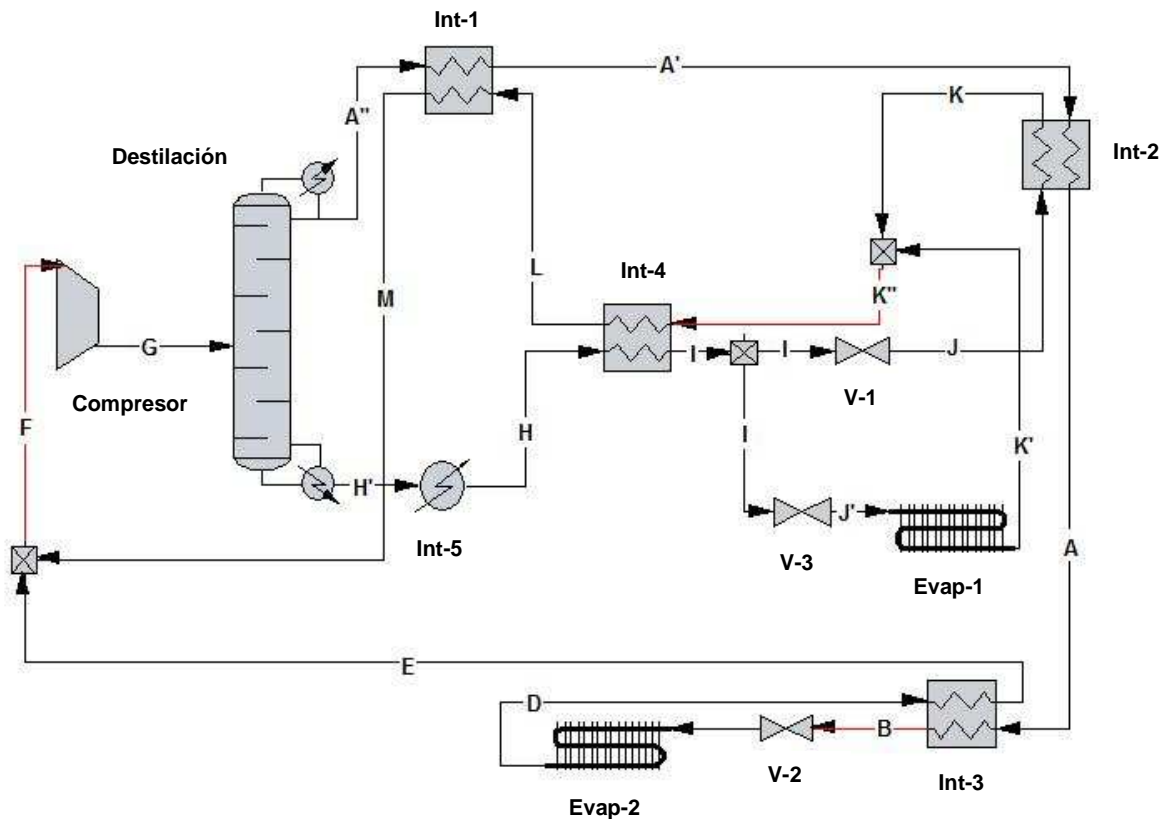 Int-1
A'
K
A"
Int-2
Destilación
Int-4
L
M
K"
G
I
I
J
V-1
Compresor
F
H
I
K'
H'
J'
Int-5
V-3
A
Evap-1
E
D
B
V-2
Int-3
Evap-2